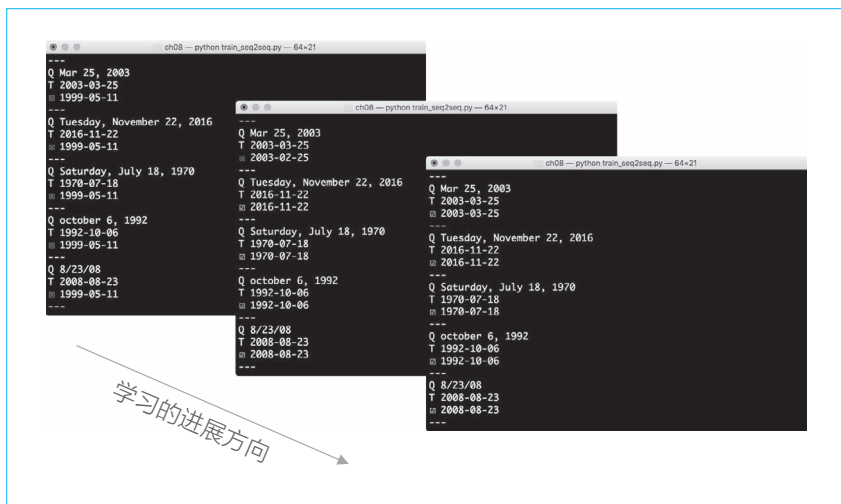 ch08 — python train_seq2seq.py — 64×21
---
Q Mar 25, 2003
T 2003-03-25
☒ 1999-05-11
---
Q Tuesday, November 22, 2016
T 2016-11-22
☒ 1999-05-11
---
Q Saturday, July 18, 1970
T 1970-07-18
☒ 1999-05-11
---
Q october 6, 1992
T 1992-10-06
☒ 1999-05-11
---
Q 8/23/08
T 2008-08-23
☒ 1999-05-11
---
ch08 — python train_seq2seq.py — 64×21
---
Q Mar 25, 2003
T 2003-03-25
☒ 2003-02-25
---
Q Tuesday, November 22, 2016
T 2016-11-22
☑ 2016-11-22
---
Q Saturday, July 18, 1970
T 1970-07-18
☑ 1970-07-18
---
Q october 6, 1992
T 1992-10-06
☑ 1992-10-06
---
Q 8/23/08
T 2008-08-23
☑ 2008-08-23
---
ch08 — python train_seq2seq.py — 64×21
---
Q Mar 25, 2003
T 2003-03-25
☑ 2003-03-25
---
Q Tuesday, November 22, 2016
T 2016-11-22
☑ 2016-11-22
---
Q Saturday, July 18, 1970
T 1970-07-18
☑ 1970-07-18
---
Q october 6, 1992
T 1992-10-06
☑ 1992-10-06
---
Q 8/23/08
T 2008-08-23
☑ 2008-08-23
---
学习的进展方向